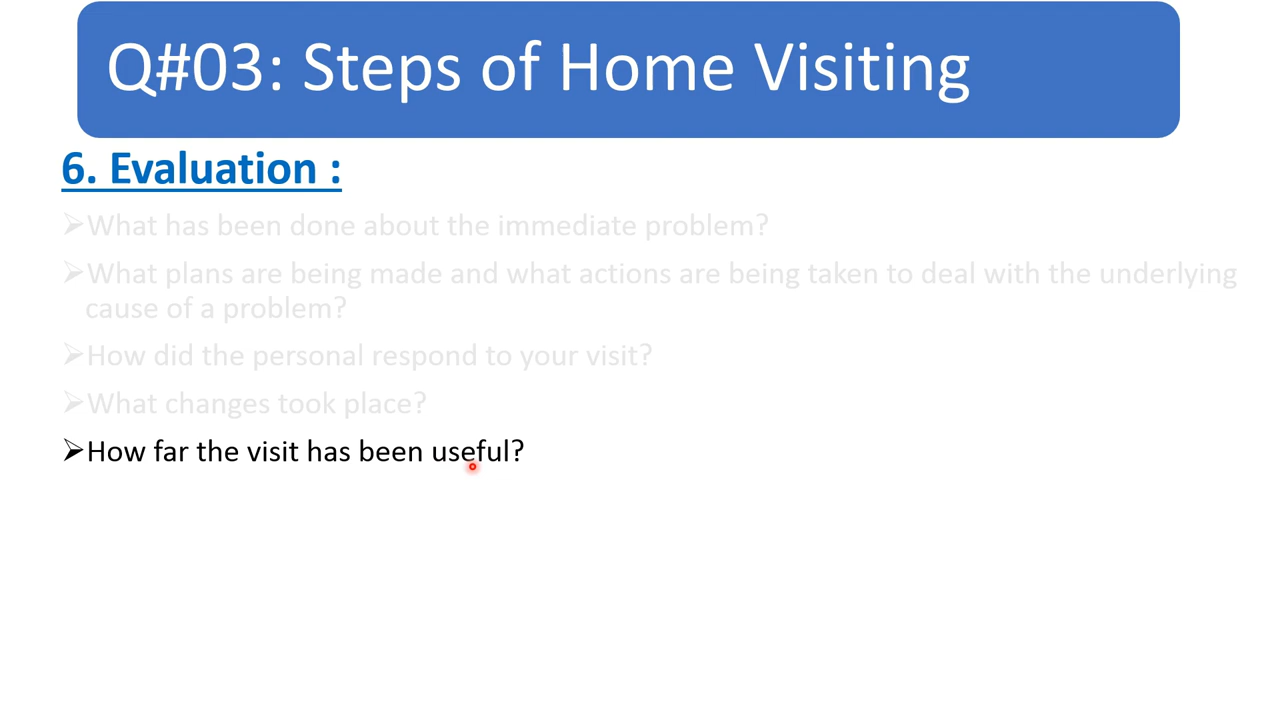 Q#03: Steps of Home Visiting
6. Evaluation :
➢What has been done about the immediate problem?
➢What plans are being made and what actions are being taken to deal with the underlying
cause of a problem?
➢How did the personal respond to your visit?
➢What changes took place?
➢How far the visit has been useful?